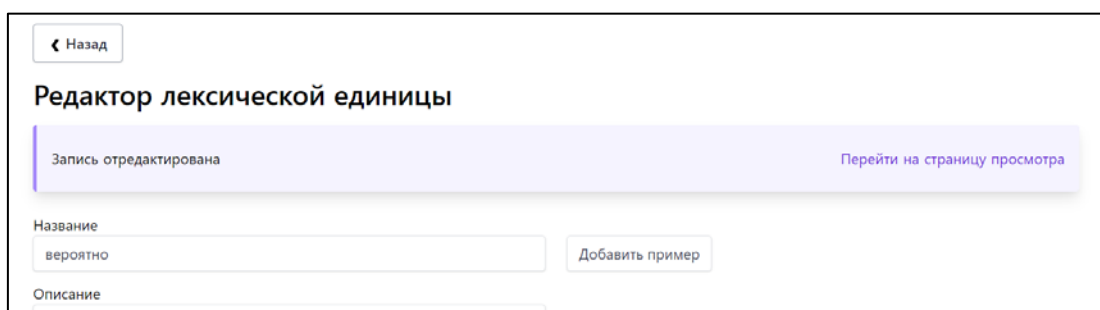 ❮ Назад
Редактор лексической единицы
Запись отредактирована Перейти на страницу просмотра
Название
вероятно Добавить пример
Описание